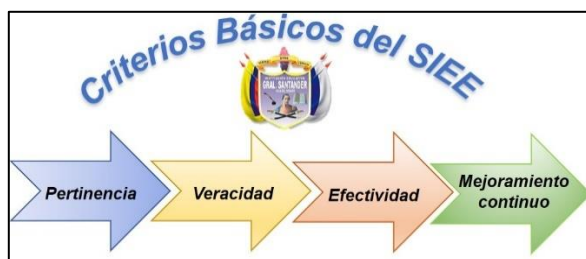 Criterios Básicos del SIEE
GRAL SANTANDER
Pertinencia
Veracidad
Efectividad
Mejoramiento
continuo